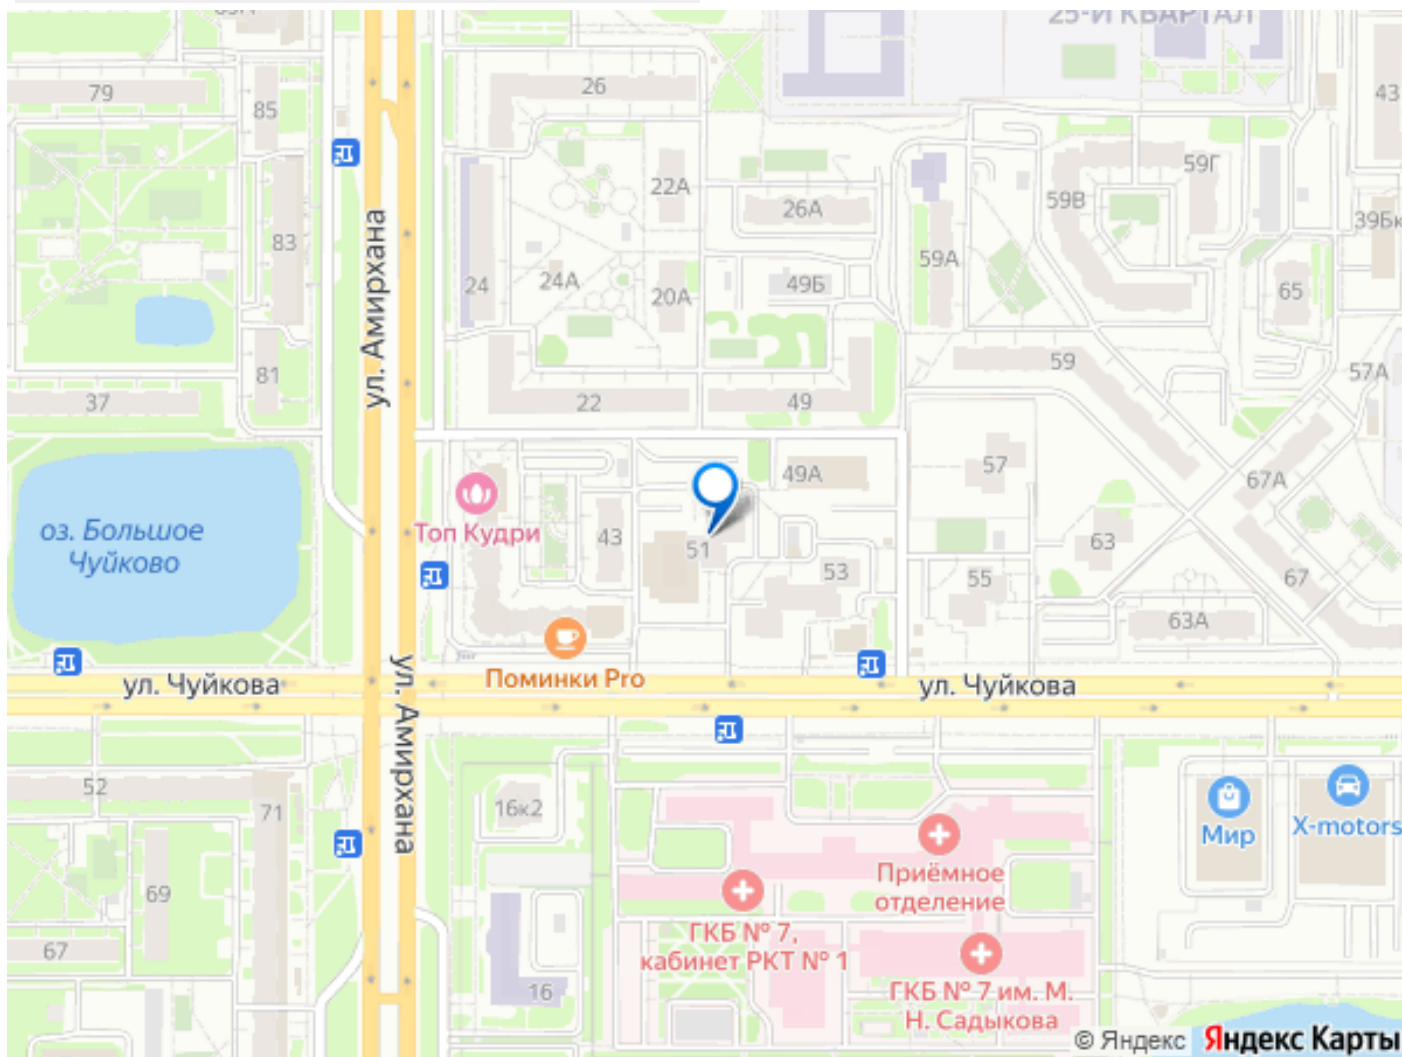 25-Й КВАРТАЛ
79
85
26
43
83
22А
26А
59А
59В
59Г
39Бк
24
24А
20А
49Б
65
ул. Амирхана
81
37
22
49
59
57А
оз. Большое
Чуйково
Топ Кудри
43
51
49А
53
57
55
63
67А
67
63А
Поминки Pro
ул. Чуйкова
ул. Чуйкова
ул. Амирхана
52
71
69
67
16к2
16
Приёмное
отделение
ГКБ № 7,
кабинет РКТ № 1
ГКБ № 7 им. М.
Н. Садыкова
Мир
X-motors
© Яндекс Яндекс Карты